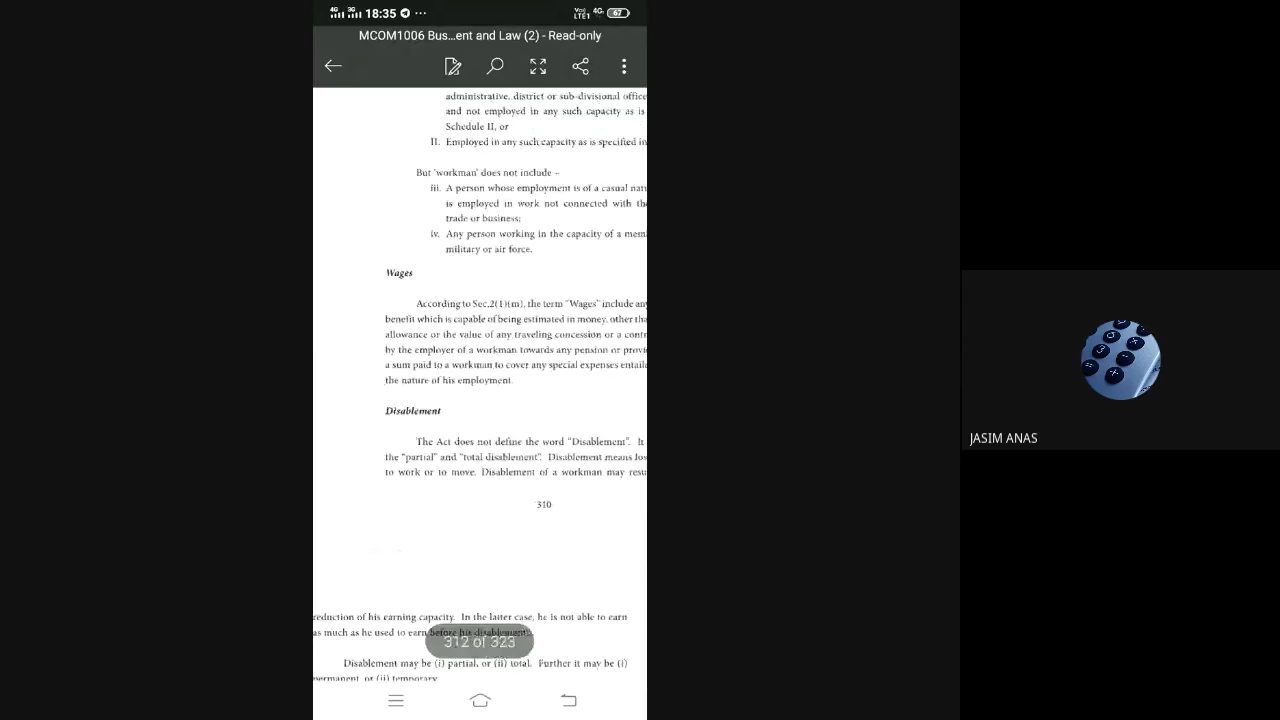 4G 3G 18:35 ... VoD LTE1 4G 67
MCOM1006 Bus...ent and Law (2) - Read-only
administrative, district or sub-divisional office
and not employed in any such capacity as is
Schedule II, or
II. Employed in any such capacity as is specified in
But 'workman' does not include –
iii. A person whose employment is of a casual natu
is employed in work not connected with the
trade or business;
iv. Any person working in the capacity of a mem
military or air force.
Wages
According to Sec.2(1)(m), the term "Wages" include any
benefit which is capable of being estimated in money, other tha
allowance or the value of any traveling concession or a contr
by the employer of a workman towards any pension or provi
a sum paid to a workman to cover any special expenses entaile
the nature of his employment.
Disablement
The Act does not define the word "Disablement". It
the "partial" and "total disablement". Disablement means los
to work or to move. Disablement of a workman may resu
310
JASIM ANAS
reduction of his earning capacity. In the latter case, he is not able to earn
as much as he used to earn before his disablement.
312 of 323
Disablement may be (i) partial, or (ii) total. Further it may be (i)
permanent, or (ii) temporary